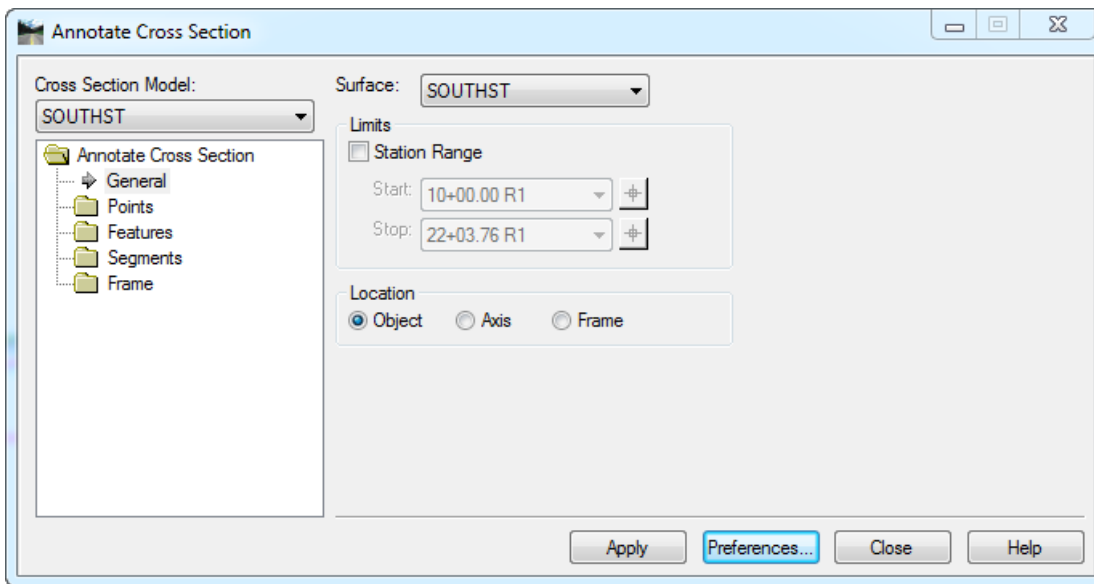 Annotate Cross Section
Cross Section Model:
SOUTHST
Annotate Cross Section
General
Points
Features
Segments
Frame
Surface: SOUTHST
Limits
Station Range
Start: 10+00.00 R1
Stop: 22+03.76 R1
Location
Object Axis Frame
Apply Preferences... Close Help